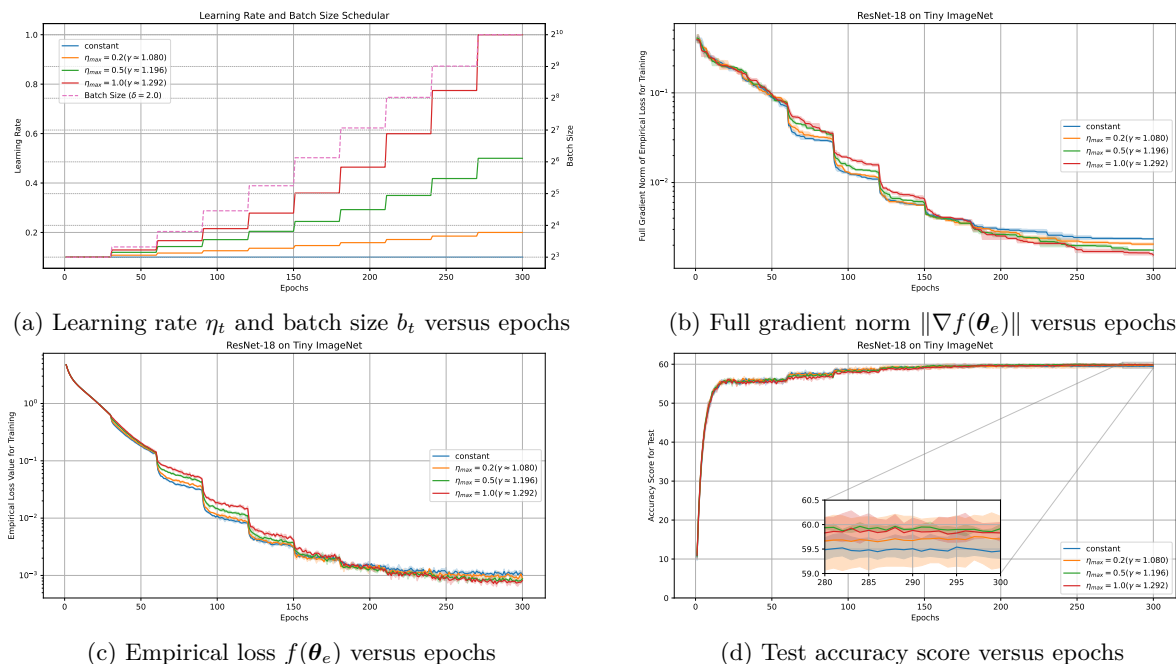 Learning Rate and Batch Size Schedular
1.0
0.8
0.6
0.4
0.2
Learning Rate
constant
η_max = 0.2(γ ≈ 1.080)
η_max = 0.5(γ ≈ 1.196)
η_max = 1.0(γ ≈ 1.292)
Batch Size (δ = 2.0)
2^10
2^9
2^8
2^7
2^6
2^5
2^4
2^3
Batch Size
0 50 100 150 200 250 300
Epochs
(a) Learning rate η_t and batch size b_t versus epochs
ResNet-18 on Tiny ImageNet
10^−1
10^−2
Full Gradient Norm of Empirical Loss for Training
constant
η_max = 0.2(γ ≈ 1.080)
η_max = 0.5(γ ≈ 1.196)
η_max = 1.0(γ ≈ 1.292)
0 50 100 150 200 250 300
Epochs
(b) Full gradient norm ‖∇f(θ_e)‖ versus epochs
ResNet-18 on Tiny ImageNet
10^0
10^−1
10^−2
10^−3
Empirical Loss Value for Training
constant
η_max = 0.2(γ ≈ 1.080)
η_max = 0.5(γ ≈ 1.196)
η_max = 1.0(γ ≈ 1.292)
0 50 100 150 200 250 300
Epochs
(c) Empirical loss f(θ_e) versus epochs
ResNet-18 on Tiny ImageNet
60
50
40
30
20
10
0
Accuracy Score for Test
60.5
60.0
59.5
59.0
280 285 290 295 300
constant
η_max = 0.2(γ ≈ 1.080)
η_max = 0.5(γ ≈ 1.196)
η_max = 1.0(γ ≈ 1.292)
0 50 100 150 200 250 300
Epochs
(d) Test accuracy score versus epochs